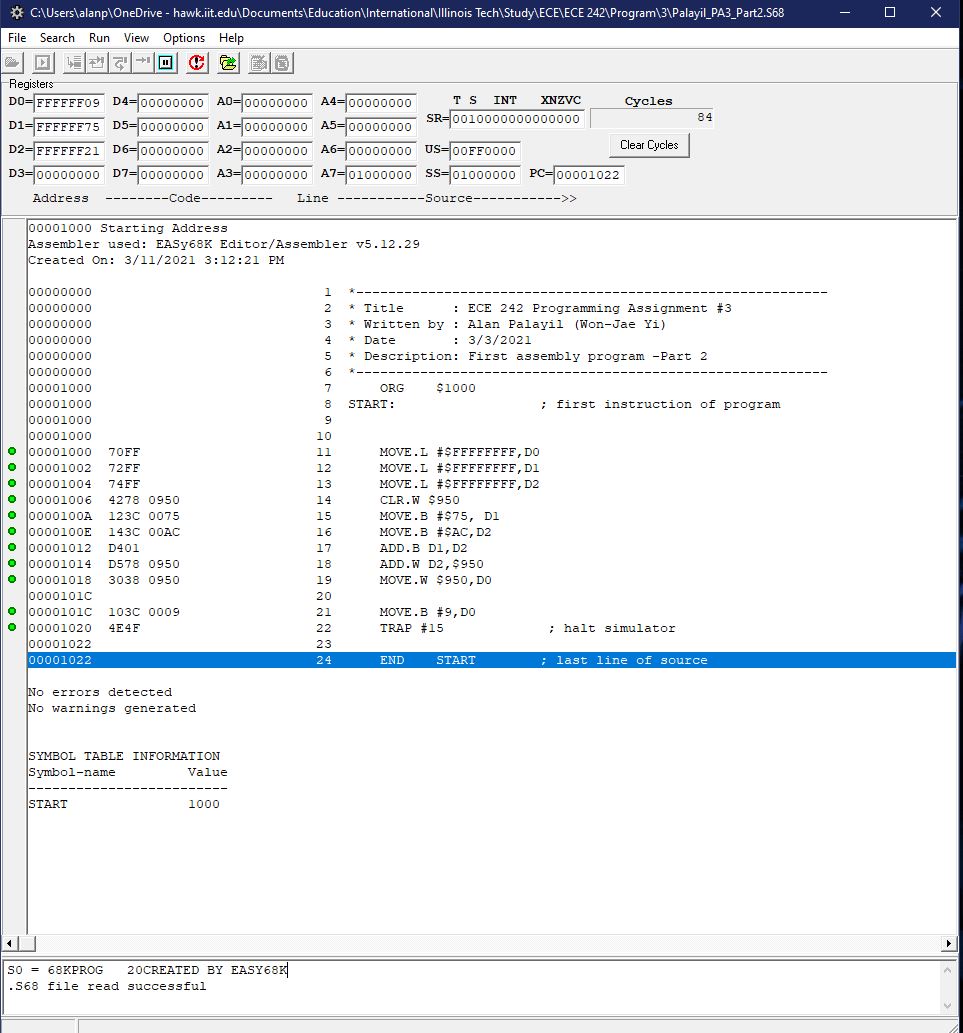 C:\Users\alanp\OneDrive - hawk.iit.edu\Documents\Education\International\Illinois Tech\Study\ECE\ECE 242\Program\3\Palayil_PA3_Part2.S68
File Search Run View Options Help
Registers
D0=FFFFFF09 D4=00000000 A0=00000000 A4=00000000 T S INT XNZVC Cycles
D1=FFFFFF75 D5=00000000 A1=00000000 A5=00000000 SR=0010000000000000 84
D2=FFFFFF21 D6=00000000 A2=00000000 A6=00000000 US=00FF0000 Clear Cycles
D3=00000000 D7=00000000 A3=00000000 A7=01000000 SS=01000000 PC=00001022
Address --------Code--------- Line -----------Source----------->>
00001000 Starting Address
Assembler used: EASy68K Editor/Assembler v5.12.29
Created On: 3/11/2021 3:12:21 PM
00000000 1 *-----------------------------------------------------------
00000000 2 * Title : ECE 242 Programming Assignment #3
00000000 3 * Written by : Alan Palayil (Won-Jae Yi)
00000000 4 * Date : 3/3/2021
00000000 5 * Description: First assembly program -Part 2
00000000 6 *-----------------------------------------------------------
00001000 7 ORG $1000
00001000 8 START: ; first instruction of program
00001000 9
00001000 10
00001000 70FF 11 MOVE.L #$FFFFFFFF,D0
00001002 72FF 12 MOVE.L #$FFFFFFFF,D1
00001004 74FF 13 MOVE.L #$FFFFFFFF,D2
00001006 4278 0950 14 CLR.W $950
0000100A 123C 0075 15 MOVE.B #$75, D1
0000100E 143C 00AC 16 MOVE.B #$AC,D2
00001012 D401 17 ADD.B D1,D2
00001014 D578 0950 18 ADD.W D2,$950
00001018 3038 0950 19 MOVE.W $950,D0
0000101C 20
0000101C 103C 0009 21 MOVE.B #9,D0
00001020 4E4F 22 TRAP #15 ; halt simulator
00001022 23
00001022 24 END START ; last line of source
No errors detected
No warnings generated
SYMBOL TABLE INFORMATION
Symbol-name Value
-------------------------
START 1000
S0 = 68KPROG 20CREATED BY EASY68K
.S68 file read successful